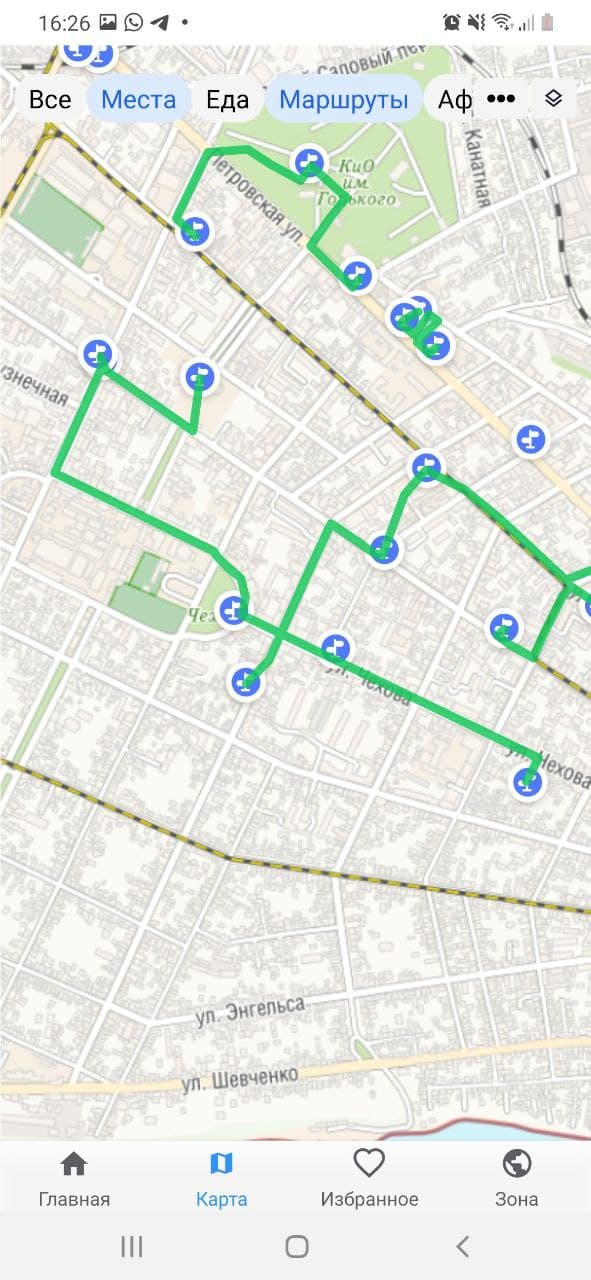 16:26
Садовый пер
Все
Места
Еда
Маршруты
Аф
•••
Канатная
КиО
им.
Горького
Петровская ул.
знечная
Чех
ул. Чехова
ул. Чехова
ул. Энгельса
ул. Шевченко
Главная
Карта
Избранное
Зона